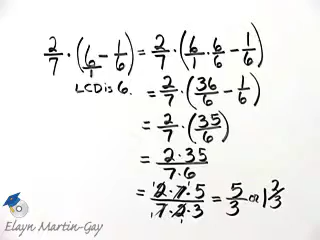 2/7 · (6/1 - 1/6) = 2/7 · (6/1 · 6/6 - 1/6)
LCD is 6.
= 2/7 · (36/6 - 1/6)
= 2/7 · (35/6)
= 2·35/7·6
= 2·7·5/7·2·3 = 5/3 or 1 2/3
Elayn Martin-Gay